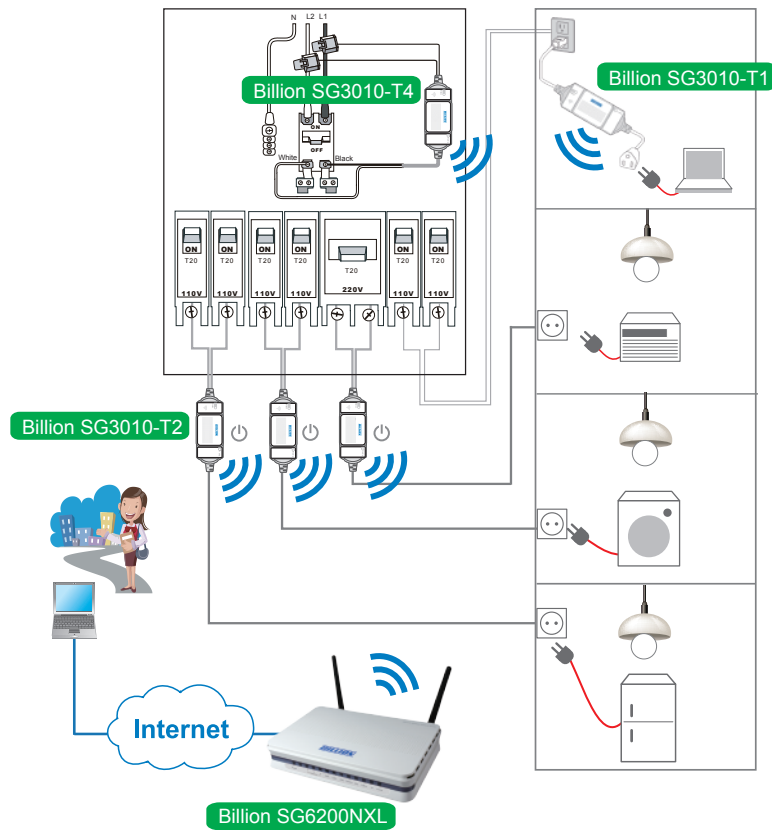 N L2 L1
Billion SG3010-T4
Billion SG3010-T1
ON
OFF
White Black
ON ON ON ON ON ON
T20 T20 T20 T20 T20 T20 T20
110V 110V 110V 110V 220V 110V 110V
Billion SG3010-T2
Internet
BILLION
Billion SG6200NXL